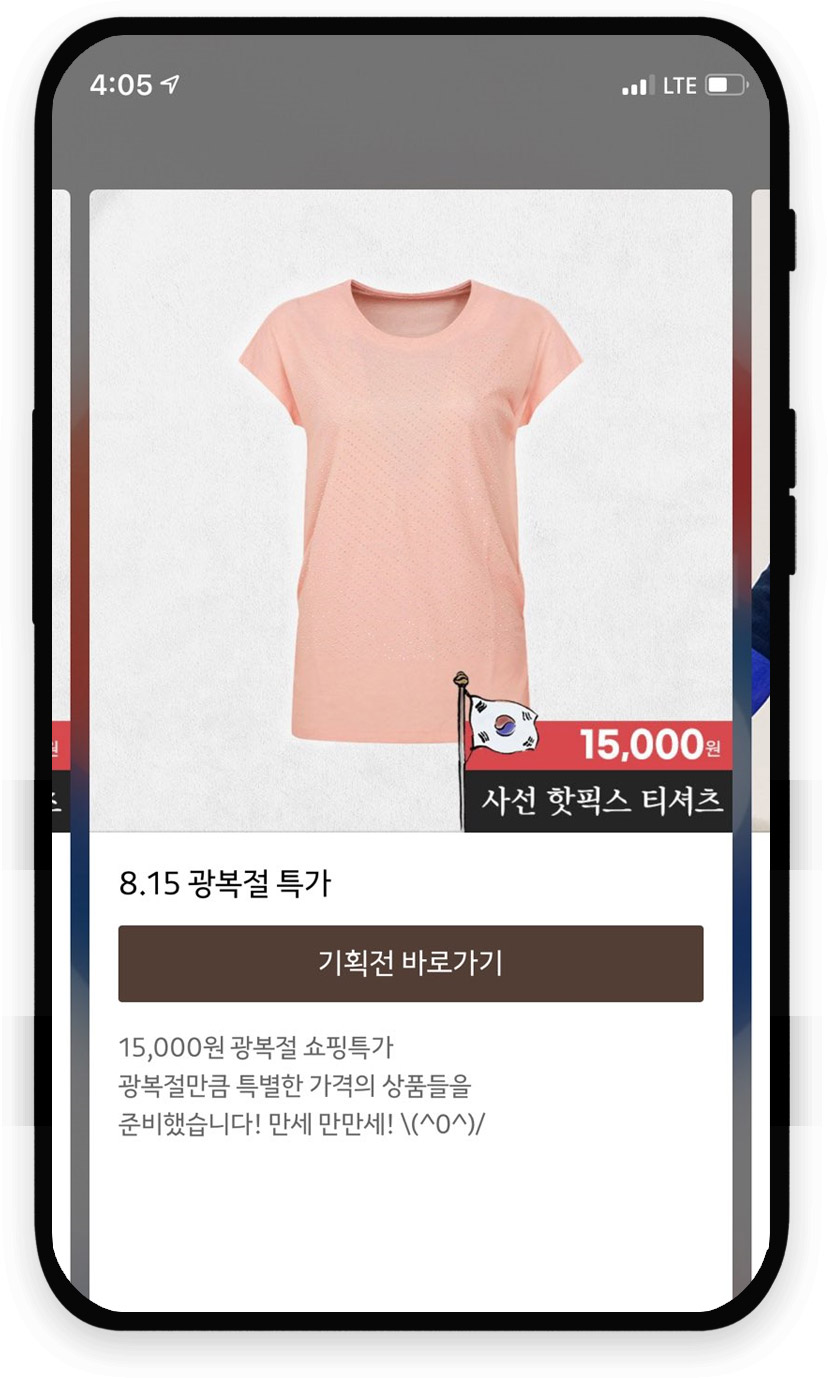 4:05
LTE
15,000원
원
사선 핫픽스 티셔츠
츠
8.15 광복절 특가
기획전 바로가기
15,000원 광복절 쇼핑특가
광복절만큼 특별한 가격의 상품들을
준비했습니다! 만세 만만세! \(^0^)/